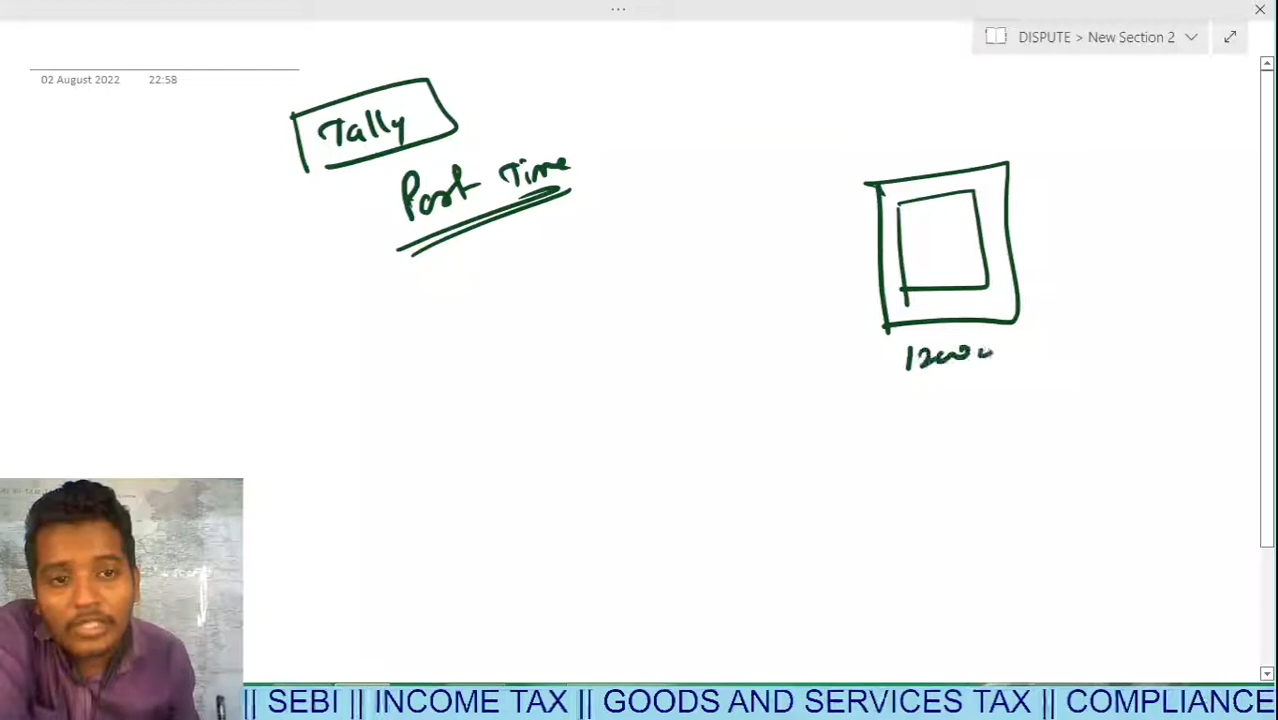 DISPUTE > New Section 2
02 August 2022 22:58
Tally
Part Time
|| SEBI || INCOME TAX || GOODS AND SERVICES TAX || COMPLIANCE